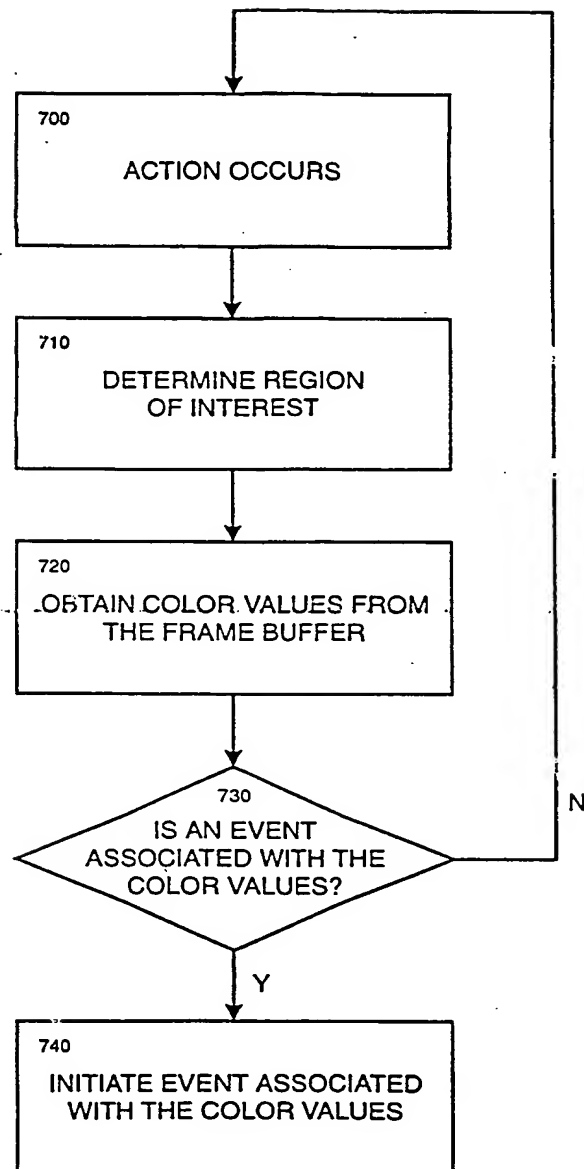 700
ACTION OCCURS
710
DETERMINE REGION
OF INTEREST
720
OBTAIN COLOR VALUES FROM
THE FRAME BUFFER
730
IS AN EVENT
ASSOCIATED WITH THE
COLOR VALUES?
N
Y
740
INITIATE EVENT ASSOCIATED
WITH THE COLOR VALUES